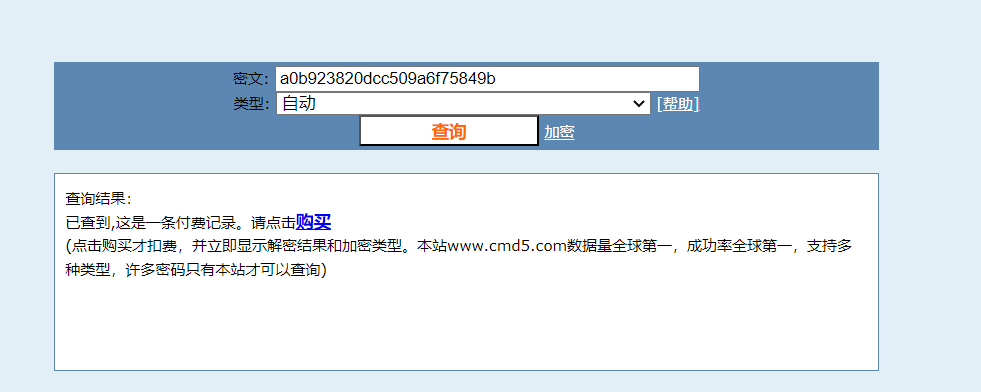 密文: a0b923820dcc509a6f75849b
类型: 自动 [帮助]
查询 加密
查询结果:
已查到,这是一条付费记录。请点击购买
(点击购买才扣费，并立即显示解密结果和加密类型。本站www.cmd5.com数据量全球第一，成功率全球第一，支持多
种类型，许多密码只有本站才可以查询)